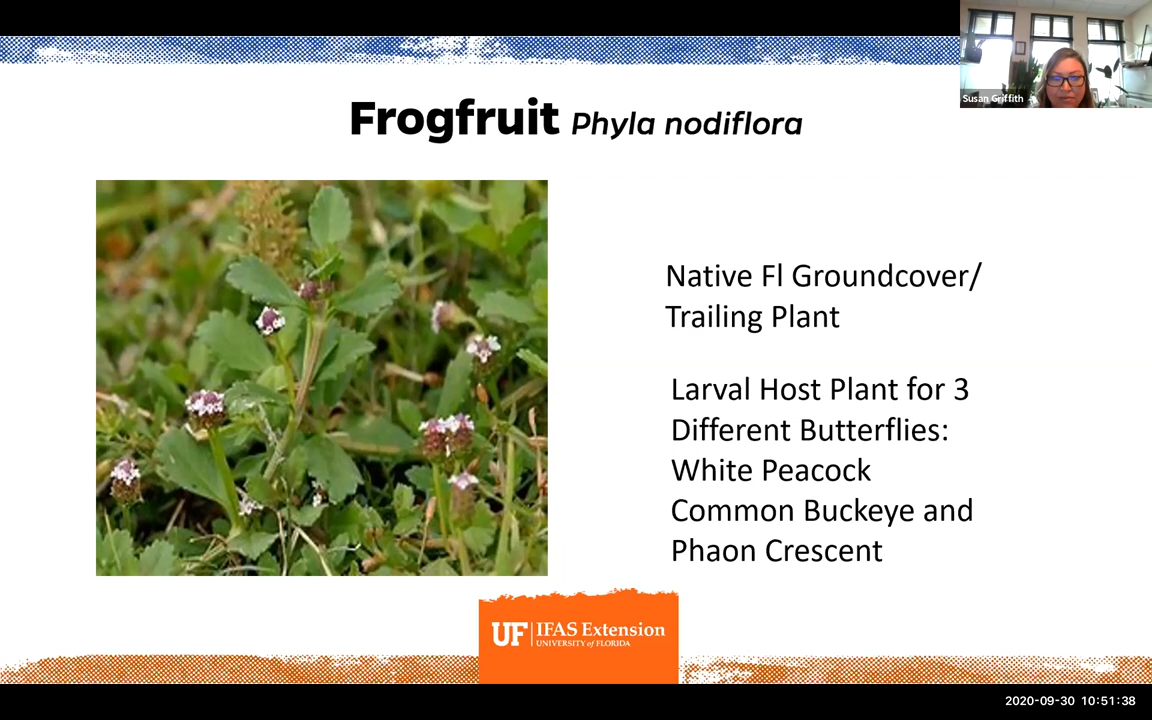 Susan Griffith
Frogfruit Phyla nodiflora
Native Fl Groundcover/
Trailing Plant
Larval Host Plant for 3
Different Butterflies:
White Peacock
Common Buckeye and
Phaon Crescent
UF IFAS Extension
UNIVERSITY of FLORIDA
2020-09-30 10:51:38